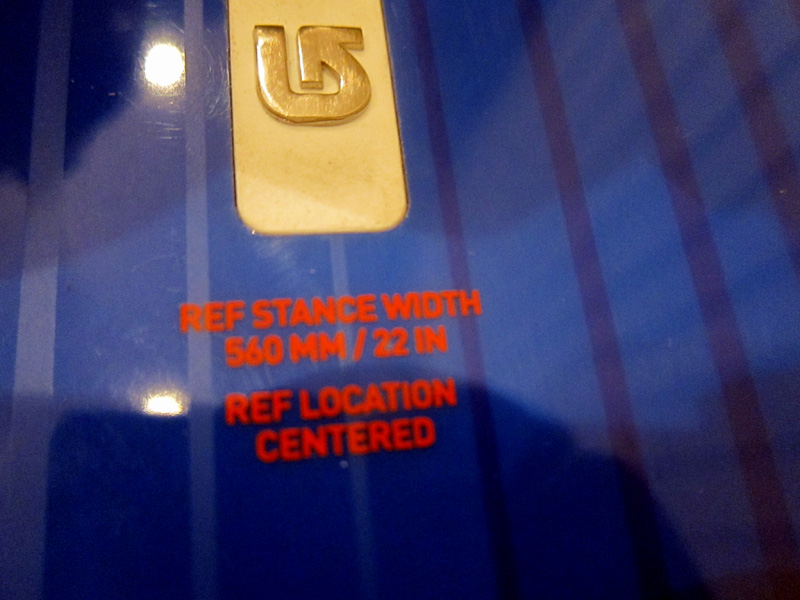 REF STANCE WIDTH
560 MM / 22 IN
REF LOCATION
CENTERED